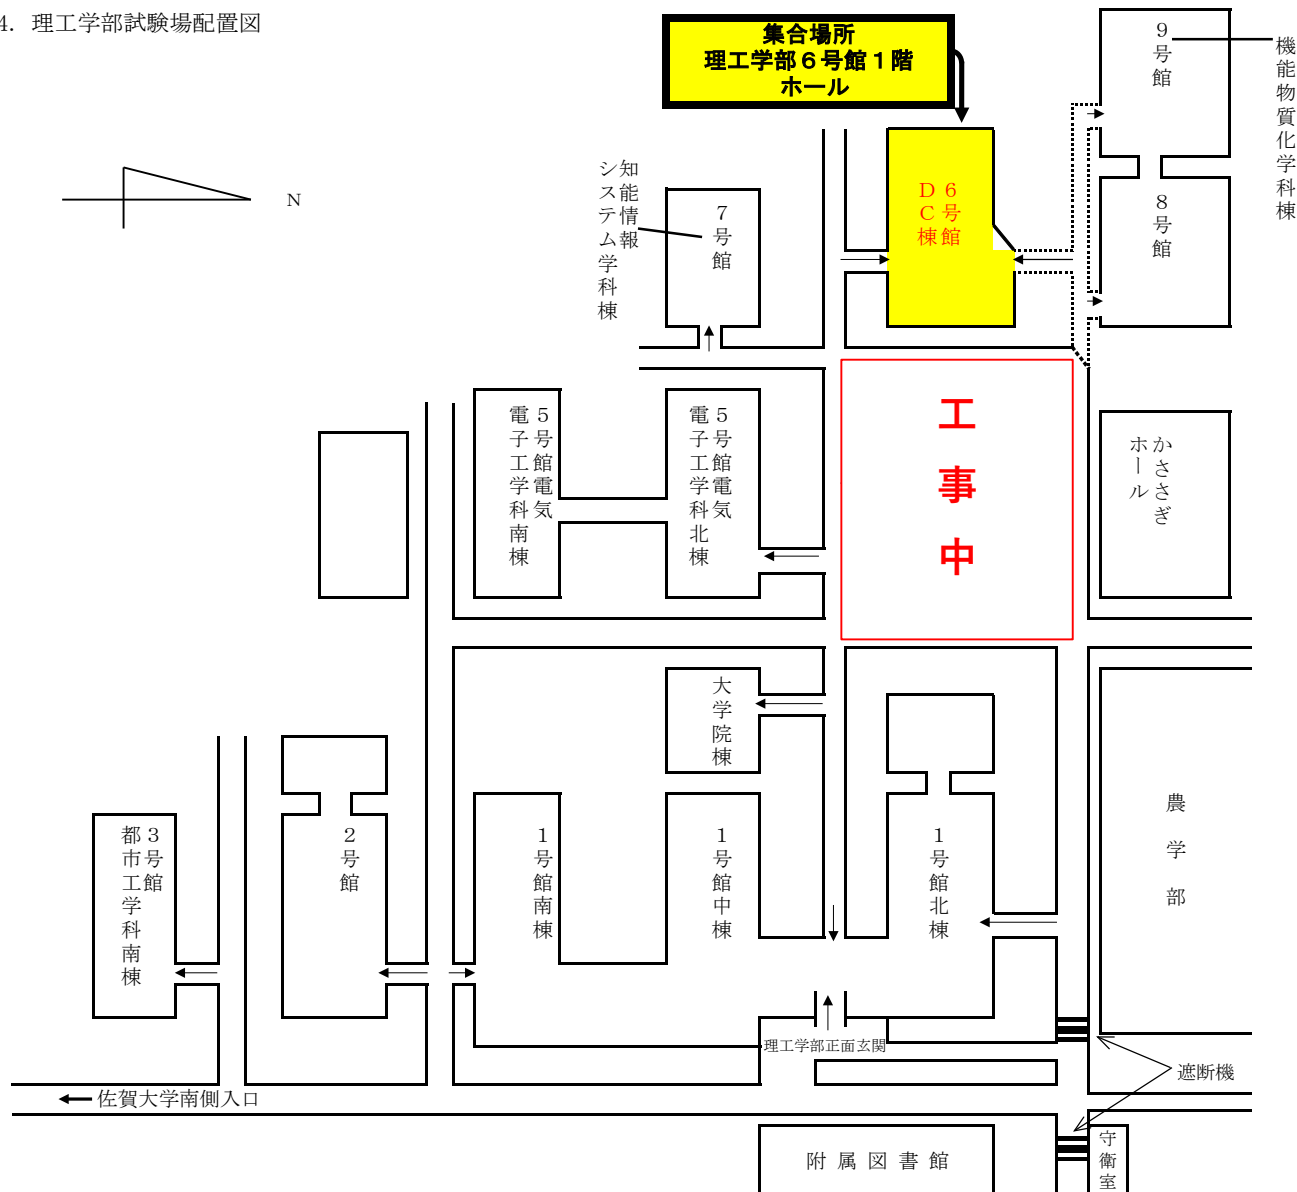 4. 理工学部試験場配置図
集合場所
理工学部６号館１階
ホール
９号館
機能物質化学科棟
N
知能情報
システム学科棟
７号館
６号館
ＤＣ棟
８号館
５号館電気
電子工学科南棟
５号館電気
電子工学科北棟
工事中
かささぎ
ホール
大学院棟
３号館
都市工学科南棟
２号館
１号館南棟
１号館中棟
１号館北棟
農学部
理工学部正面玄関
遮断機
佐賀大学南側入口
附属図書館
守衛室